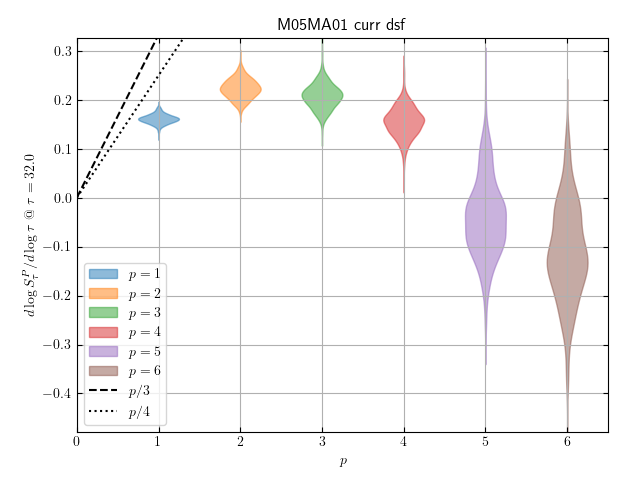 M05MA01 curr dsf
d log S_τ^P / d log τ @ τ = 32.0
0.3
0.2
0.1
0.0
−0.1
−0.2
−0.3
−0.4
p = 1
p = 2
p = 3
p = 4
p = 5
p = 6
p/3
p/4
0 1 2 3 4 5 6
p